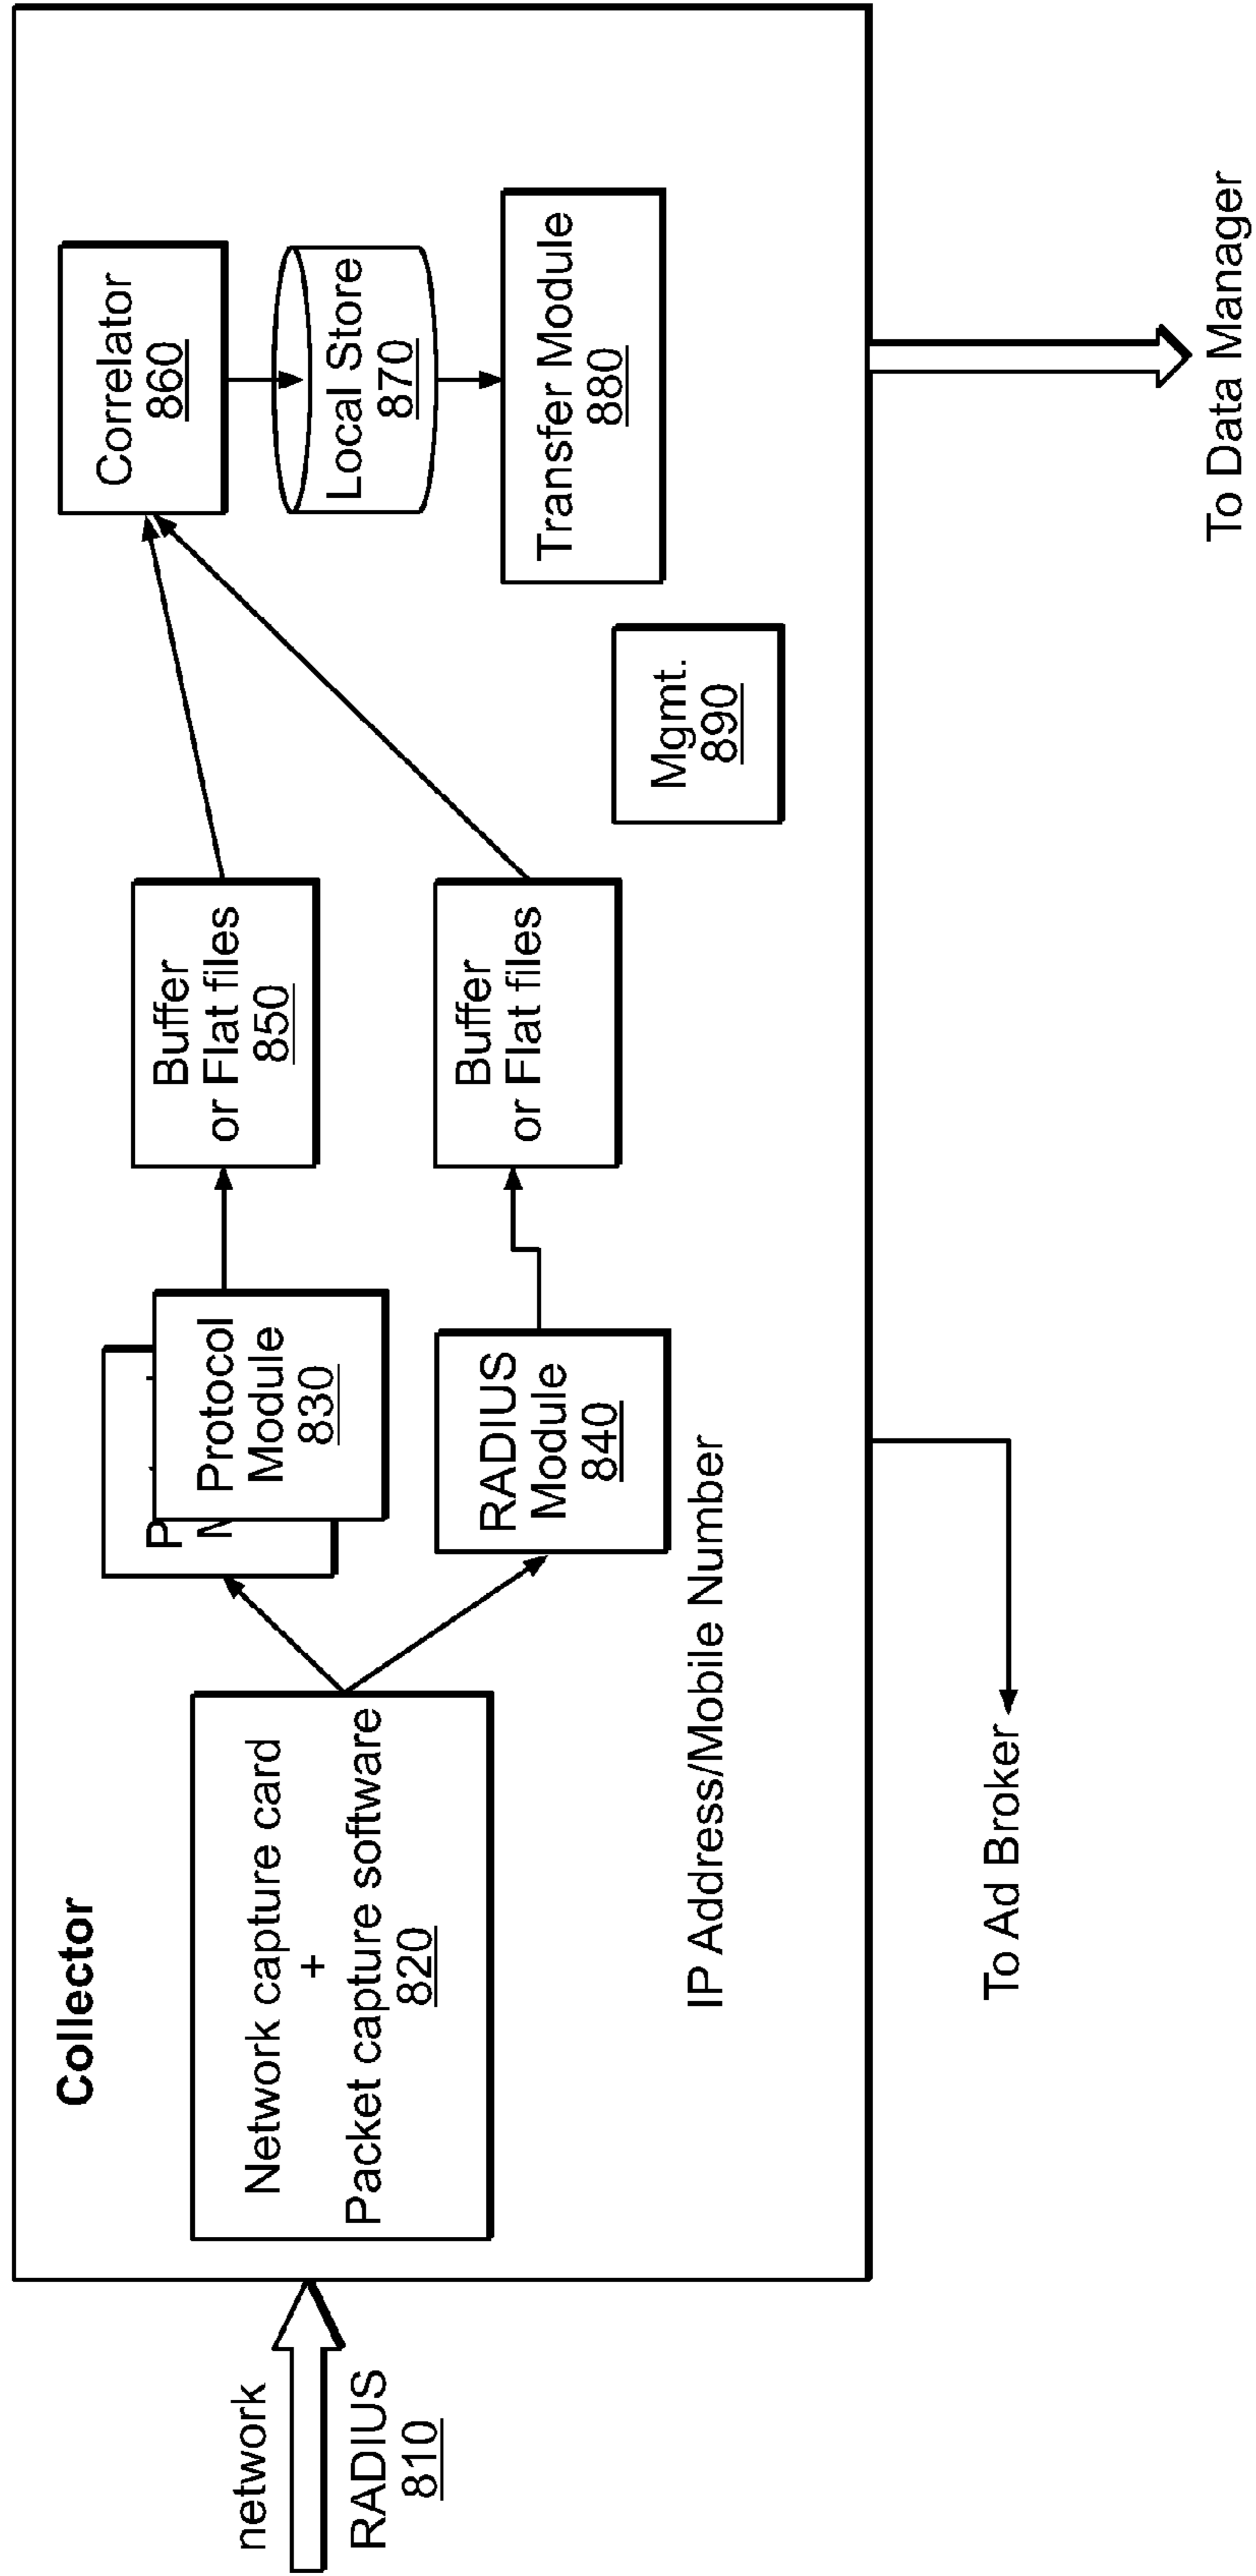 Collector
network
RADIUS
810
Network capture card
+
Packet capture software
820
P
Protocol
Module
830
RADIUS
Module
840
IP Address/Mobile Number
Buffer
or Flat files
850
Buffer
or Flat files
Correlator
860
Local Store
870
Transfer Module
880
Mgmt.
890
To Ad Broker
To Data Manager